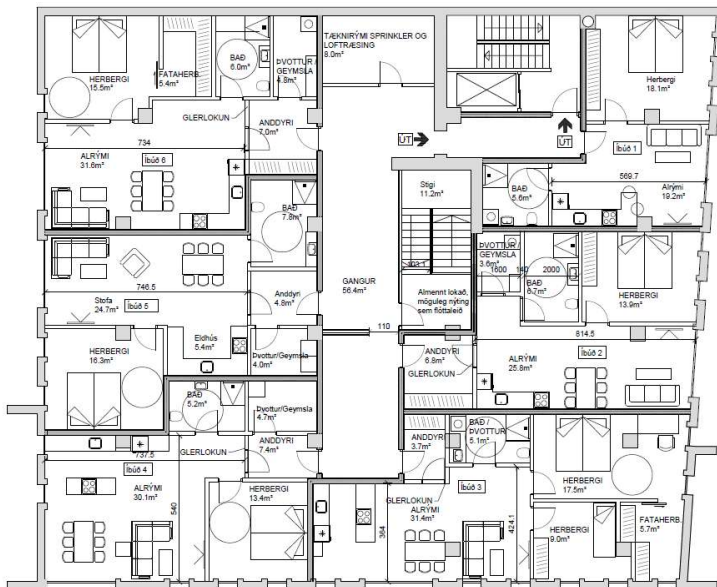 TÆKNIRÝMI SPRINKLER OG
LOFTRÆSING
8.0m²
BAÐ
6.0m²
ÞVOTTUR /
GEYMSLA
4.8m²
HERBERGI
15.5m²
FATAHERB.
5.4m²
Herbergi
18.1m²
GLERLOKUN
ANDDYRI
7.0m²
ÚT
ÚT
734
ALRÝMI
31.6m²
Íbúð 6
Íbúð 1
569.7
Stigi
11.2m²
BAÐ
5.6m²
Alrými
19.2m²
BAÐ
7.8m²
ÞVOTTUR /
GEYMSLA
3.6m²
1600
140
2000
103.1
BAÐ
6.7m²
HERBERGI
13.9m²
746.5
Stofa
24.7m²
Íbúð 5
Anddyri
4.8m²
GANGUR
56.4m²
Almennt lokað,
möguleg nýting
sem flóttaleið
110
814.5
Eldhús
5.4m²
Þvottur/Geymsla
4.0m²
HERBERGI
16.3m²
ANDDYRI
6.8m²
GLERLOKUN
ALRÝMI
25.8m²
Íbúð 2
BAÐ
5.2m²
Þvottur/Geymsla
4.7m²
ANDDYRI
7.4m²
GLERLOKUN
737.5
Íbúð 4
ALRÝMI
30.1m²
540
HERBERGI
13.4m²
ANDDYRI
3.7m²
BAÐ /
ÞVOTTUR
5.1m²
GLERLOKUN
ALRÝMI
31.4m²
Íbúð 3
364
424.1
HERBERGI
17.5m²
HERBERGI
9.0m²
FATAHERB.
5.7m²